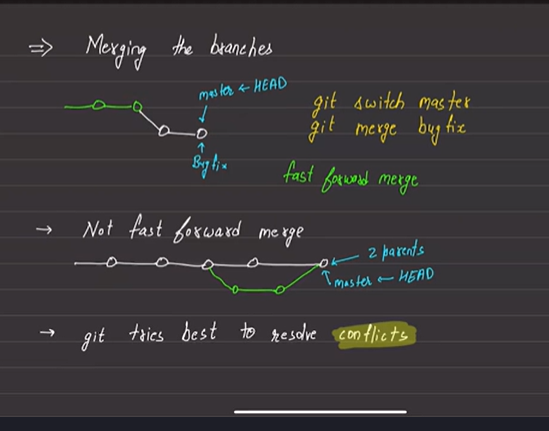 ⇒ Merging the branches
master ← HEAD
Bugfix
git switch master
git merge bugfix
fast forward merge
→ Not fast forward merge
2 parents
master ← HEAD
→ git tries best to resolve conflicts